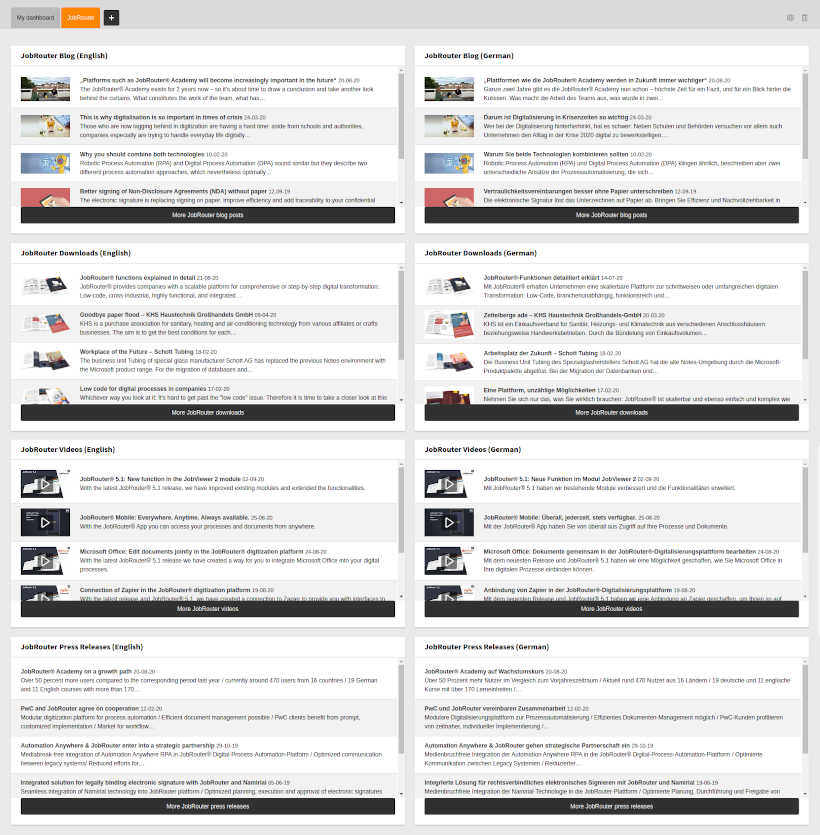 My dashboard
JobRouter
+
JobRouter Blog (English)
„Platforms such as JobRouter® Academy will become increasingly important in the future“ 20-08-20
The JobRouter® Academy exists for 2 years now – so it's about time to draw a conclusion and take another look
behind the curtains. What constitutes the work of the team, what has…
This is why digitalisation is so important in times of crisis 24-03-20
Those who are now lagging behind in digitization are having a hard time: aside from schools and authorities,
companies especially are trying to handle everyday life digitally…
Why you should combine both technologies 10-02-20
Robotic Process Automation (RPA) and Digital Process Automation (DPA) sound similar but they describe two
different process automation approaches, which nevertheless optimally…
Better signing of Non-Disclosure Agreements (NDA) without paper 12-09-19
The electronic signature is replacing signing on paper. Improve efficiency and add traceability to your confidential
More JobRouter blog posts
JobRouter Blog (German)
„Plattformen wie die JobRouter® Academy werden in Zukunft immer wichtiger“ 20-08-20
Ganze zwei Jahre gibt es die JobRouter® Academy nun schon – höchste Zeit für ein Fazit, und für ein Blick hinter die
Kulissen. Was macht die Arbeit des Teams aus, was wurde in zwei…
Darum ist Digitalisierung in Krisenzeiten so wichtig 24-03-20
Wer bei der Digitalisierung hinterherhinkt, hat es schwer: Neben Schulen und Behörden versuchen vor allem auch
Unternehmen den Alltag in der Krise 2020 digital zu bewerkstelligen…
Warum Sie beide Technologien kombinieren sollten 10-02-20
Robotic Process Automation (RPA) und Digital Process Automation (DPA) klingen ähnlich, beschreiben aber zwei
unterschiedliche Ansätze der Prozessautomatisierung, die sich…
Vertraulichkeitsvereinbarungen besser ohne Papier unterschreiben 12-09-19
Die elektronische Signatur löst das Unterzeichnen auf Papier ab. Bringen Sie Effizienz und Nachvollziehbarkeit in
More JobRouter blog posts
JobRouter Downloads (English)
JobRouter® functions explained in detail 21-08-20
JobRouter® provides companies with a scalable platform for comprehensive or step-by-step digital transformation.
Low-code, cross-industrial, highly functional, and integrated…
Goodbye paper flood – KHS Haustechnik Großhandels GmbH 09-04-20
KHS is a purchase association for sanitary, heating and air-conditioning technology from various affiliates or crafts
businesses. The aim is to get the best conditions for each…
Workplace of the Future – Schott Tubing 18-02-20
The business unit Tubing of special glass manufacturer Schott AG has replaced the previous Notes environment with
the Microsoft product range. For the migration of databases and…
Low code for digital processes in companies 17-02-20
Whichever way you look at it: It's hard to get past the "low code" issue. Therefore it is time to take a closer look at this
More JobRouter downloads
JobRouter Downloads (German)
JobRouter®-Funktionen detailliert erklärt 14-07-20
Mit JobRouter® erhalten Unternehmen eine skalierbare Plattform zur schrittweisen oder umfangreichen digitalen
Transformation: Low-Code, branchenunabhängig, funktionsreich und…
Zettelberge ade – KHS Haustechnik Großhandels-GmbH 20-03-20
KHS ist ein Einkaufsverband für Sanitär, Heizungs- und Klimatechnik aus verschiedenen Anschlusshäusern
beziehungsweise Handwerksbetrieben. Durch die Bündelung von Einkaufsvolumen…
Arbeitsplatz der Zukunft – Schott Tubing 18-02-20
Die Business Unit Tubing des Spezialglasherstellers Schott AG hat die alte Notes-Umgebung durch die Microsoft-
Produktpalette abgelöst. Bei der Migration der Datenbanken und…
Eine Plattform, unzählige Möglichkeiten 17-02-20
Nehmen Sie sich nur das, was Sie wirklich brauchen: JobRouter® ist skalierbar und ebenso einfach und komplex wie
More JobRouter downloads
JobRouter Videos (English)
JobRouter® 5.1: New function in the JobViewer 2 module 02-09-20
With the latest JobRouter® 5.1 release, we have improved existing modules and extended the functionalities.
JobRouter® Mobile: Everywhere. Anytime. Always available. 25-08-20
With the JobRouter® App you can access your processes and documents from anywhere.
Microsoft Office: Edit documents jointly in the JobRouter® digitization platform 24-08-20
With the latest JobRouter® 5.1 release we have created a way for you to integrate Microsoft Office into your digital
processes.
Connection of Zapier in the JobRouter® digitization platform 19-08-20
With the latest release and JobRouter® 5.1, we have created a connection to Zapier to provide you with interfaces to
More JobRouter videos
JobRouter Videos (German)
JobRouter® 5.1: Neue Funktion im Modul JobViewer 2 02-09-20
Mit JobRouter® 5.1 haben wir bestehende Module verbessert und die Funktionalitäten erweitert.
JobRouter® Mobile: Überall, jederzeit, stets verfügbar. 25-08-20
Mit der JobRouter® App haben Sie von überall aus Zugriff auf Ihre Prozesse und Dokumente.
Microsoft Office: Dokumente gemeinsam in der JobRouter®-Digitalisierungsplattform bearbeiten 24-08-20
Mit dem neuesten Release und JobRouter® 5.1 haben wir eine Möglichkeit geschaffen, wie Sie Microsoft Office in
Ihre digitalen Prozesse einbinden können.
Anbindung von Zapier in der JobRouter®-Digitalisierungsplattform 19-08-20
Mit dem neuesten Release und JobRouter® 5.1 haben wir eine Anbindung an Zapier geschaffen, um Ihnen im auf
More JobRouter videos
JobRouter Press Releases (English)
JobRouter® Academy on a growth path 20-08-20
Over 50 percent more users compared to the corresponding period last year / currently around 470 users from 16 countries / 19 German
and 11 English courses with more than 170…
PwC and JobRouter agree on cooperation 12-02-20
Modular digitization platform for process automation / Efficient document management possible / PwC clients benefit from prompt,
customized implementation / Market for workflow…
Automation Anywhere & JobRouter enter into a strategic partnership 29-10-19
Mediabreak-free integration of Automation Anywhere RPA in JobRouter® Digital-Process-Automation-Platform / Optimized communication
between legacy systems/ Reduced efforts for…
Integrated solution for legally binding electronic signature with JobRouter and Namirial 05-06-19
Seamless integration of Namirial technology into JobRouter platform / Optimized planning, execution and approval of electronic signatures
More JobRouter press releases
JobRouter Press Releases (German)
JobRouter® Academy auf Wachstumskurs 20-08-20
Über 50 Prozent mehr Nutzer im Vergleich zum Vorjahreszeitraum / Aktuell rund 470 Nutzer aus 16 Ländern / 19 deutsche und 11 englische
Kurse mit über 170 Lerneinheiten /…
PwC und JobRouter vereinbaren Zusammenarbeit 12-02-20
Modulare Digitalisierungsplattform zur Prozessautomatisierung / Effizientes Dokumenten-Management möglich / PwC-Kunden profitieren
von zeitnaher, individueller Implementierung /…
Automation Anywhere & JobRouter gehen strategische Partnerschaft ein 29-10-19
Medienbruchfreie Integration der Automation Anywhere RPA in die JobRouter® Digital-Process-Automation-Plattform / Optimierte
Kommunikation zwischen Legacy Systemen / Reduzierter…
Integrierte Lösung für rechtsverbindliches elektronisches Signieren mit JobRouter und Namirial 19-06-19
Medienbruchfreie Integration der Namirial-Technologie in die JobRouter-Plattform / Optimierte Planung, Durchführung und Freigabe von
More JobRouter press releases